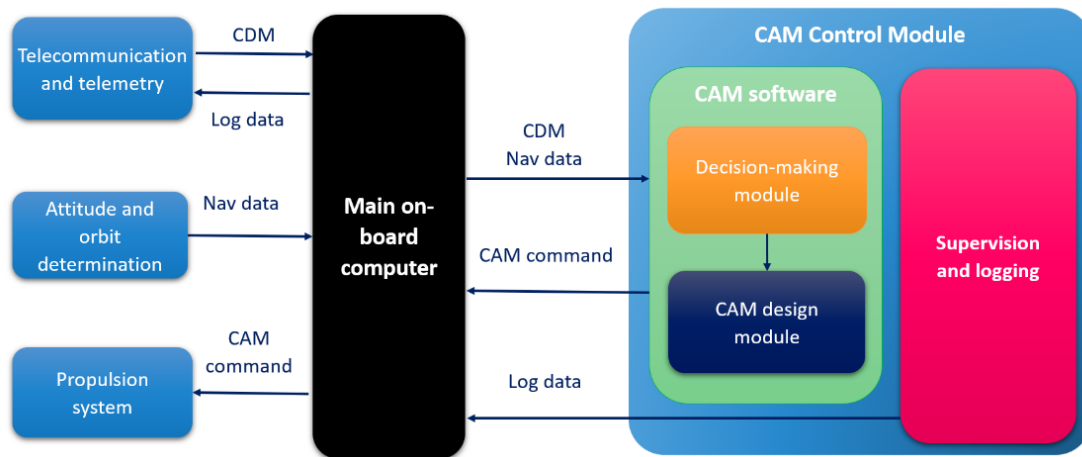 Telecommunication
and telemetry
CDM
Log data
Attitude and
orbit
determination
Nav data
Propulsion
system
CAM
command
Main on-
board
computer
CDM
Nav data
CAM command
Log data
CAM Control Module
CAM software
Decision-making
module
CAM design
module
Supervision
and logging